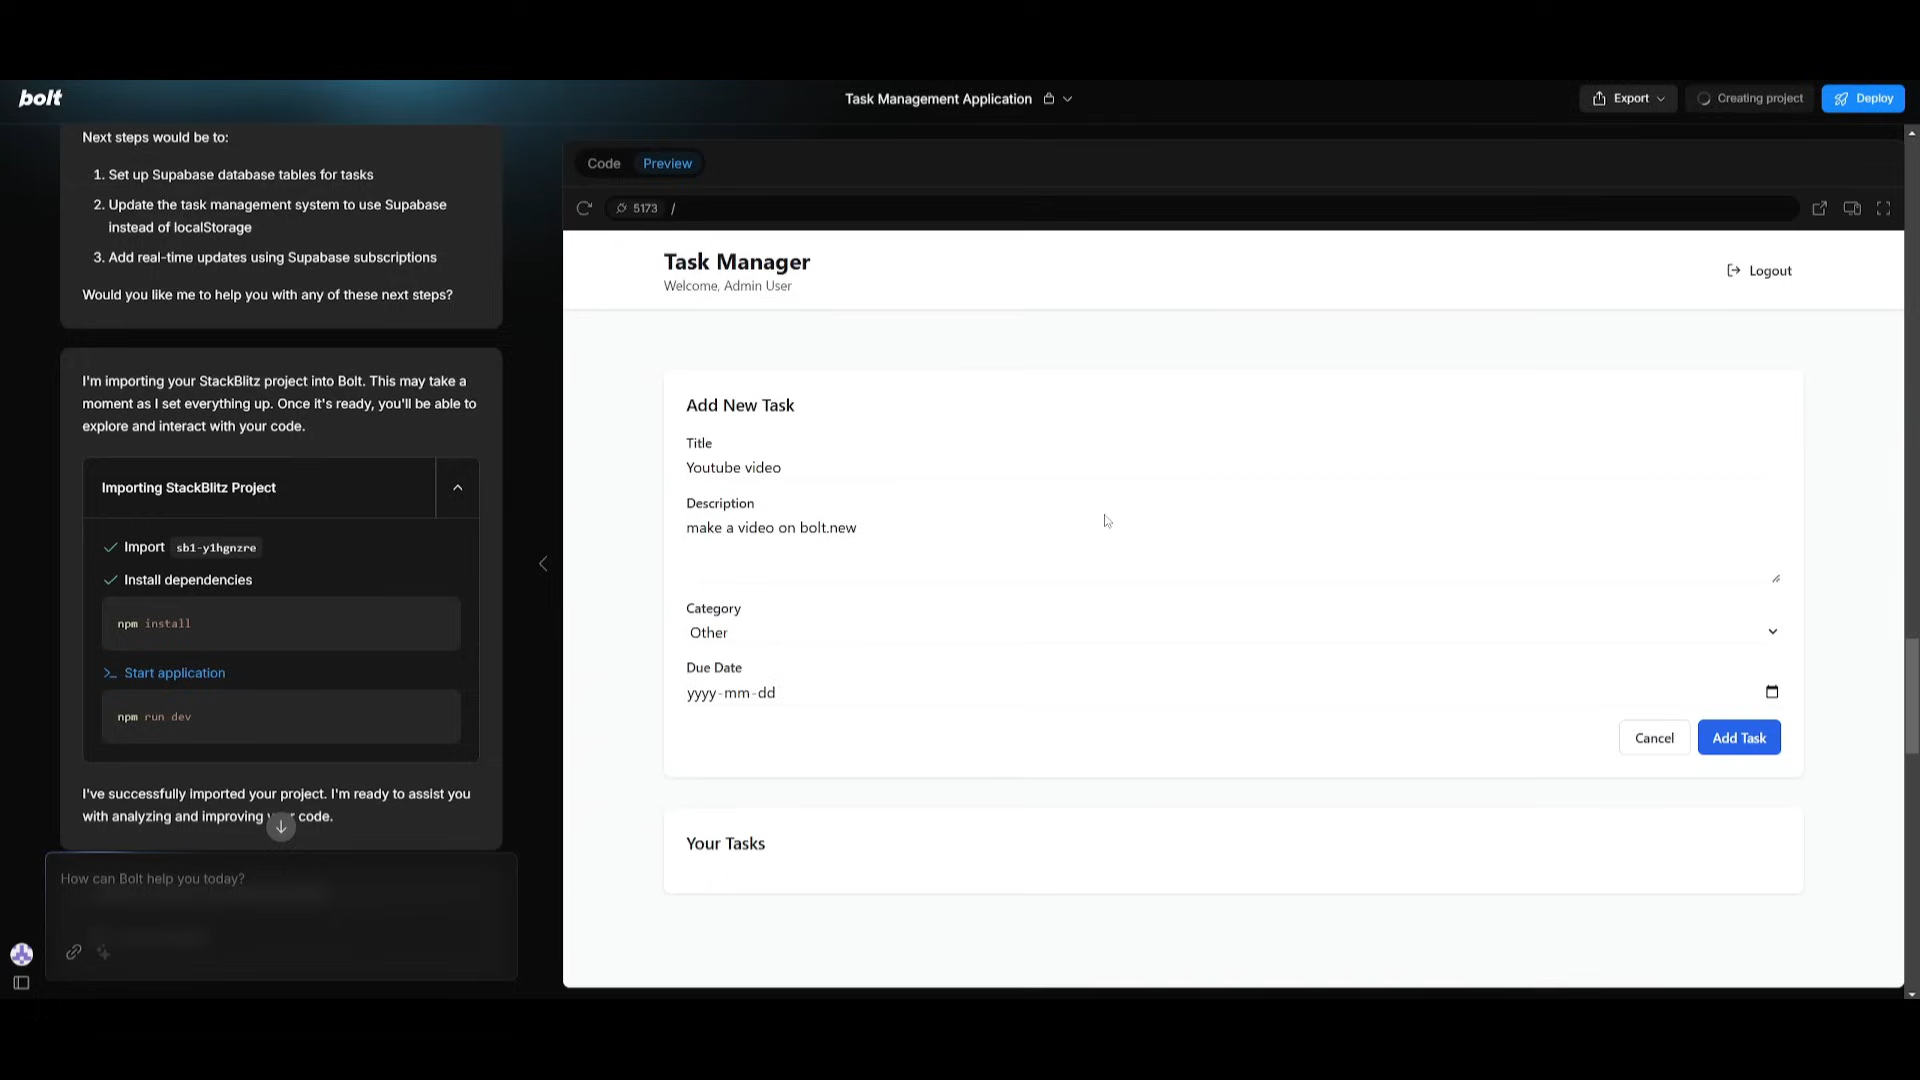 bolt
Task Management Application
Export
Creating project
Deploy
Next steps would be to:
1. Set up Supabase database tables for tasks
2. Update the task management system to use Supabase
instead of localStorage
3. Add real-time updates using Supabase subscriptions
Would you like me to help you with any of these next steps?
I'm importing your StackBlitz project into Bolt. This may take a
moment as I set everything up. Once it's ready, you'll be able to
explore and interact with your code.
Importing StackBlitz Project
Import sb1-y1hgnzre
Install dependencies
npm install
Start application
npm run dev
I've successfully imported your project. I'm ready to assist you
with analyzing and improving code.
How can Bolt help you today?
Code Preview
5173 /
Task Manager
Welcome, Admin User
Logout
Add New Task
Title
Youtube video
Description
make a video on bolt.new
Category
Other
Due Date
yyyy-mm-dd
Cancel
Add Task
Your Tasks